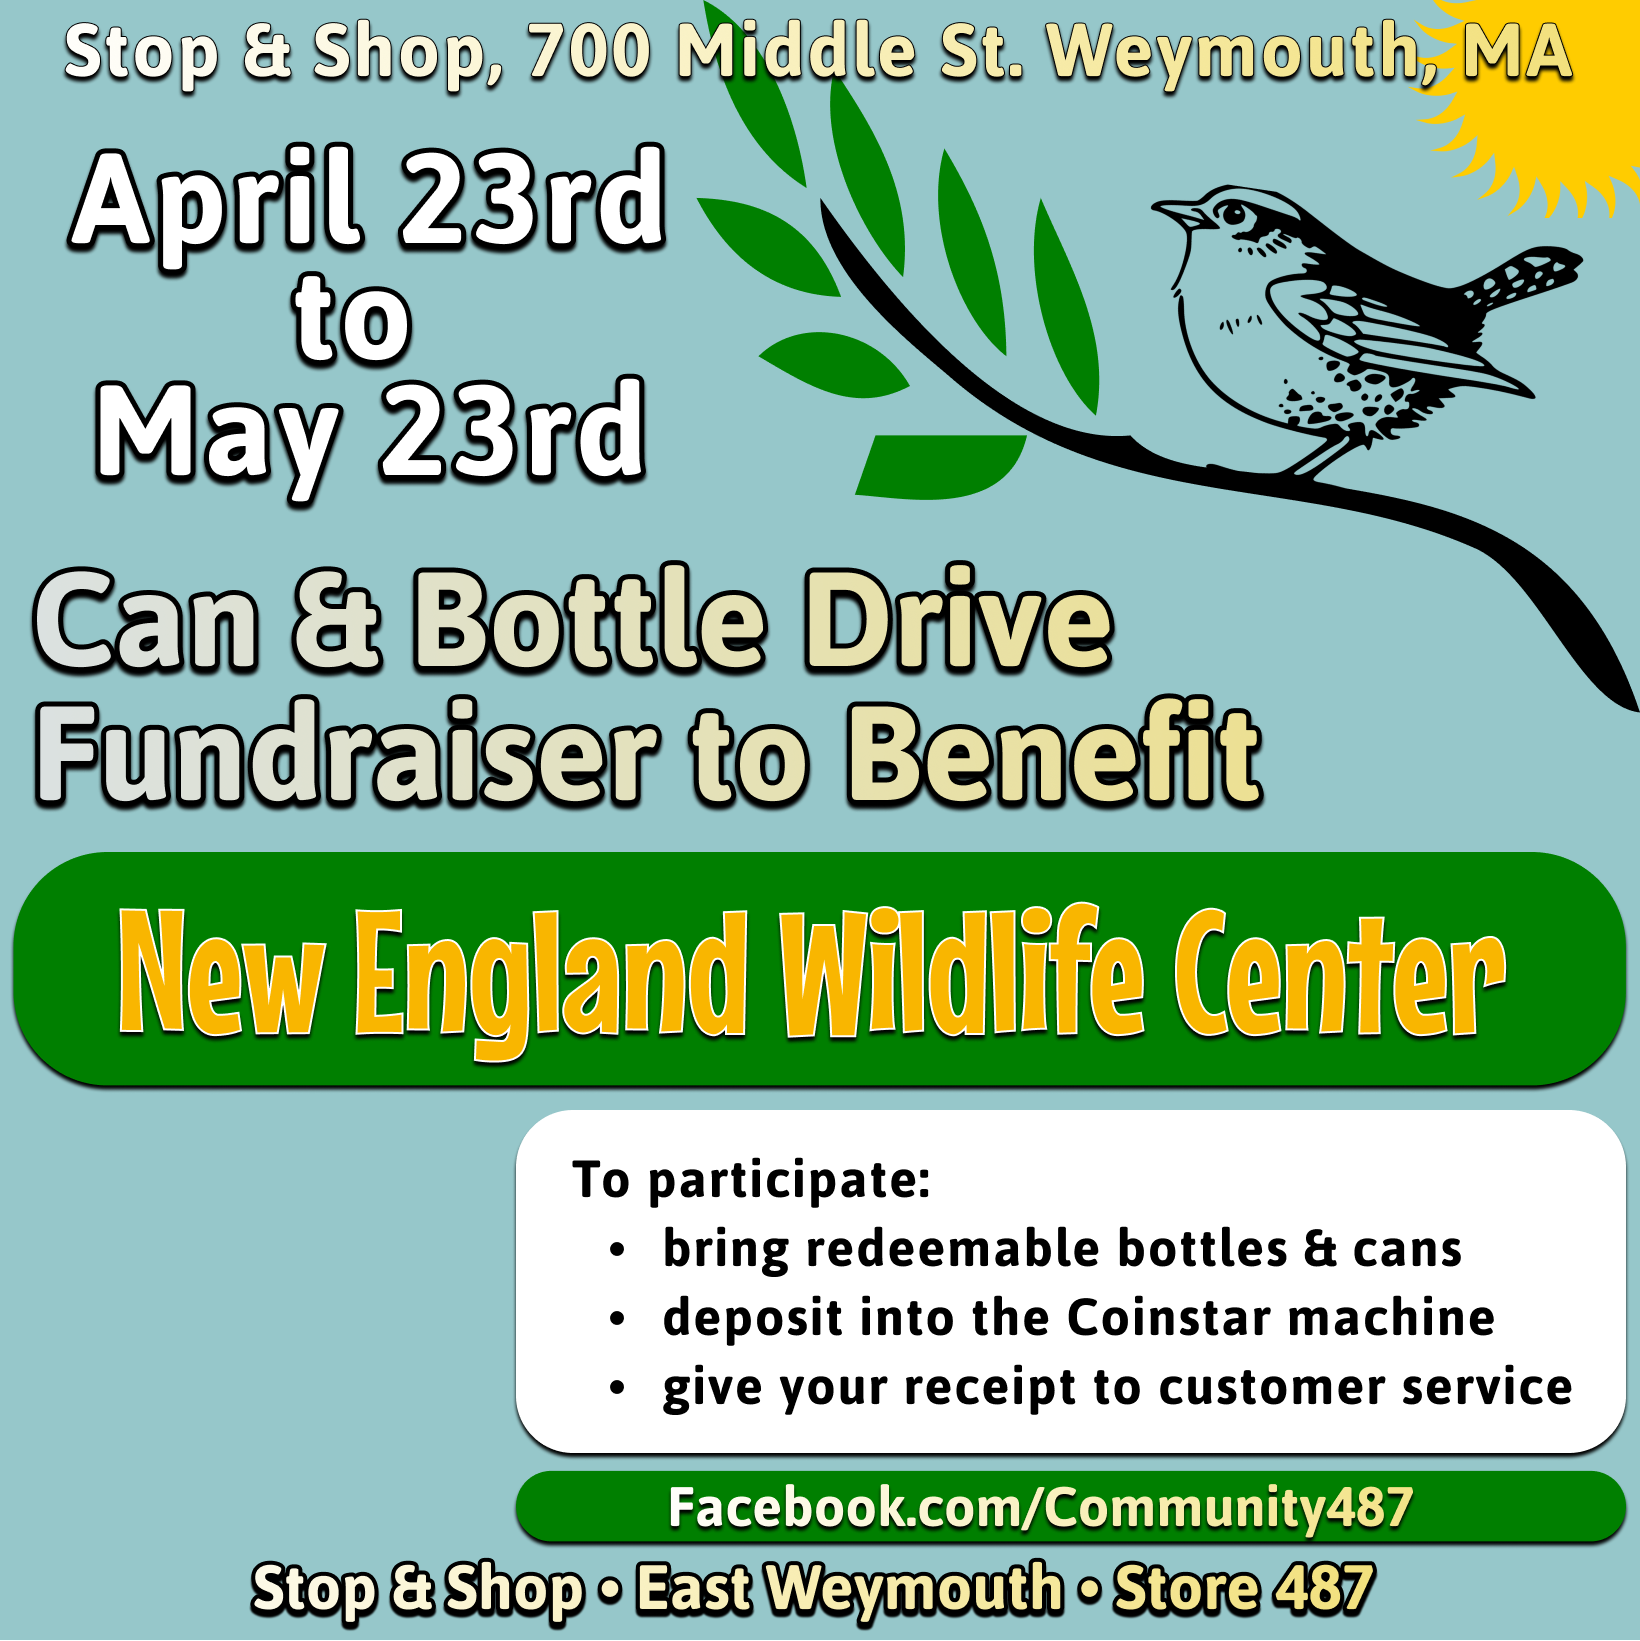 Stop & Shop, 700 Middle St. Weymouth, MA
April 23rd
to
May 23rd
Can & Bottle Drive
Fundraiser to Benefit
New England Wildlife Center
To participate:
• bring redeemable bottles & cans
• deposit into the Coinstar machine
• give your receipt to customer service
Facebook.com/Community487
Stop & Shop • East Weymouth • Store 487